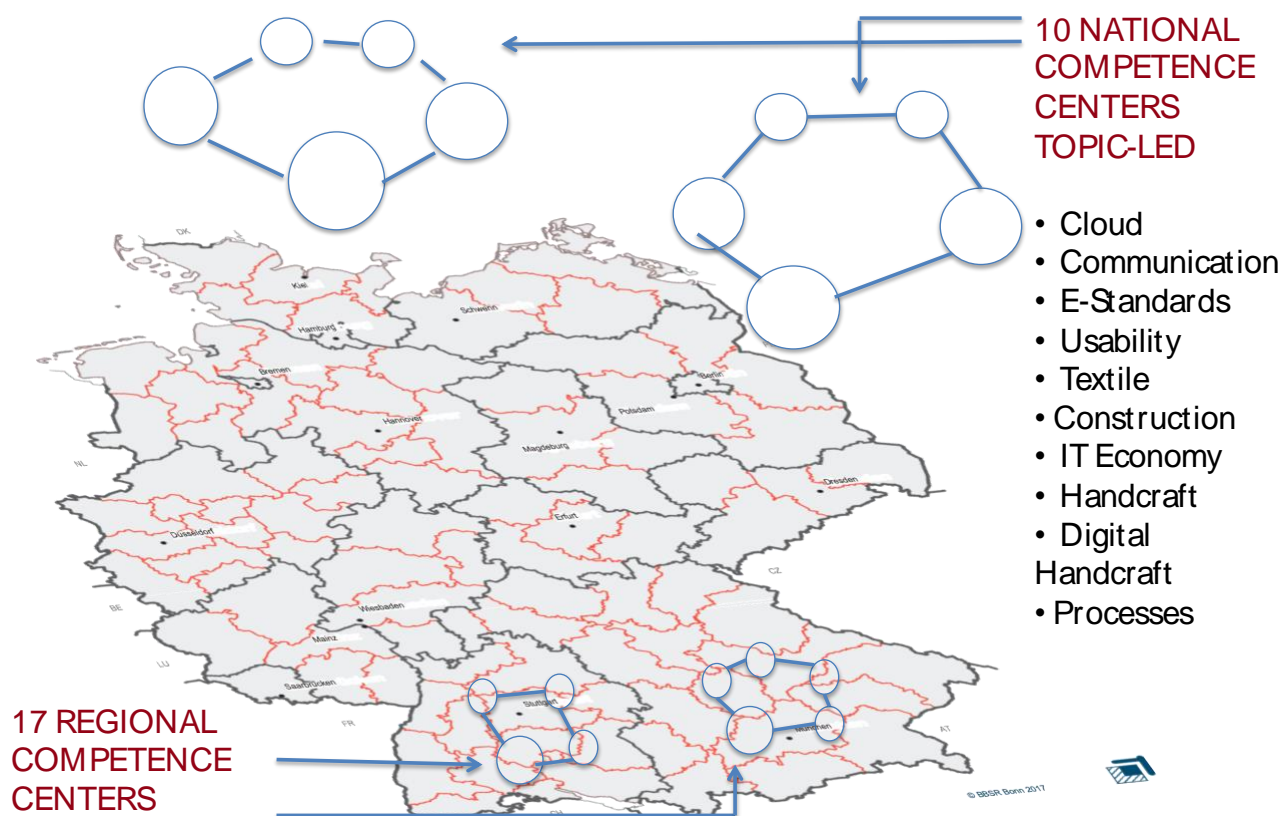 10 NATIONAL
COMPETENCE
CENTERS
TOPIC-LED
• Cloud
• Communication
• E-Standards
• Usability
• Textile
• Construction
• IT Economy
• Handcraft
• Digital
Handcraft
• Processes
DK
Kiel
Schwerin
Hamburg
Bremen
Berlin
Hannover
Potsdam
Magdeburg
NL
Dresden
Düsseldorf
Erfurt
CZ
BE
Wiesbaden
Mainz
LU
Saarbrücken
Stuttgart
FR
München
AT
17 REGIONAL
COMPETENCE
CENTERS
© BBSR Bonn 2017